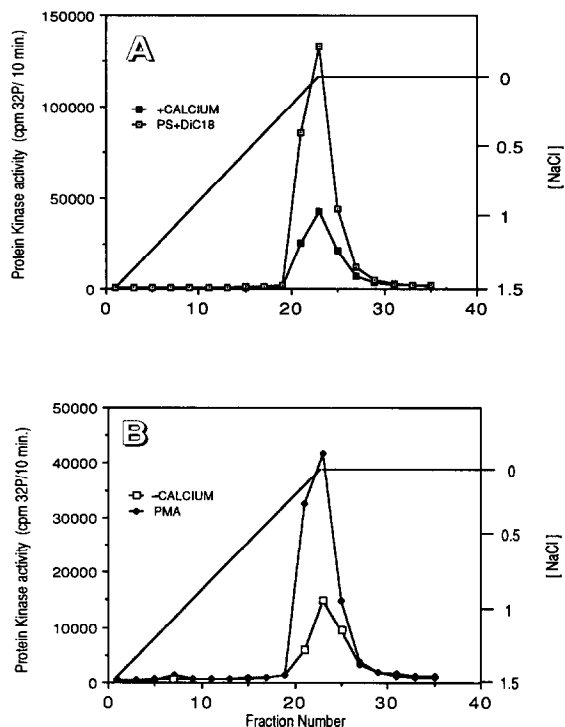 A
Protein Kinase activity (cpm 32P/ 10 min.)
150000
100000
50000
0
+CALCIUM
PS+DiC18
0
0.5
1
1.5
[ NaCl ]
0 10 20 30 40
B
Protein Kinase activity (cpm 32P/10 min.)
50000
40000
30000
20000
10000
0
-CALCIUM
PMA
0
0.5
1
1.5
[ NaCl ]
0 10 20 30 40
Fraction Number